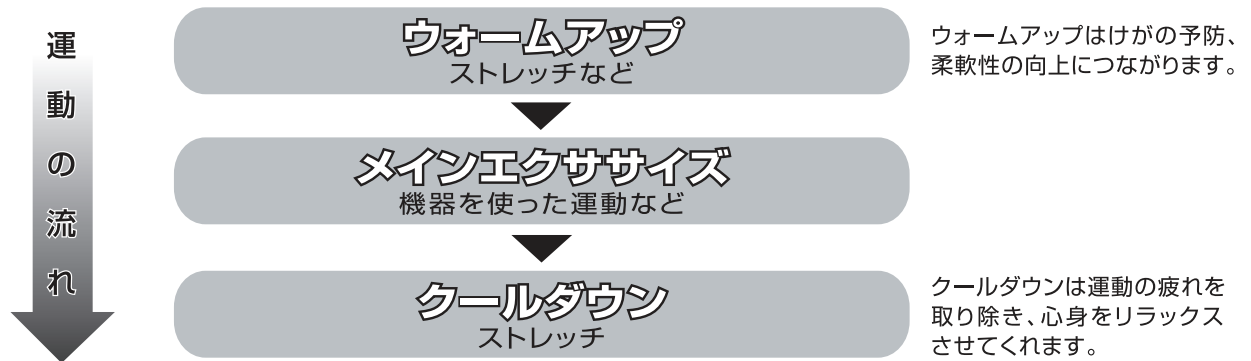 運動の流れ
ウォームアップ
ストレッチなど
ウォームアップはけがの予防、
柔軟性の向上につながります。
メインエクササイズ
機器を使った運動など
クールダウン
ストレッチ
クールダウンは運動の疲れを
取り除き、心身をリラックス
させてくれます。